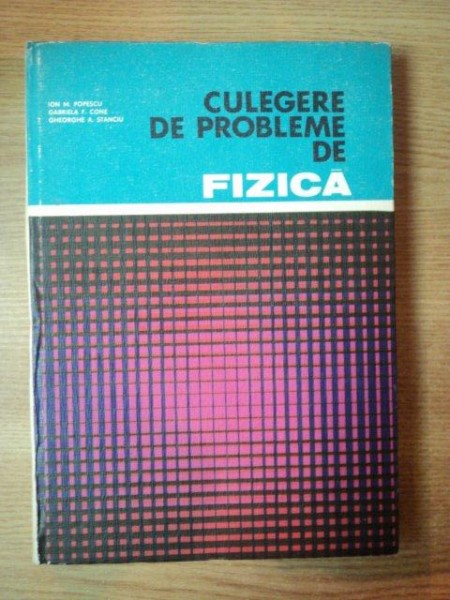 ION M. POPESCU
GABRIELA F. CONE
GHEORGHE A. STANCIU
CULEGERE
DE PROBLEME
DE
FIZICĂ